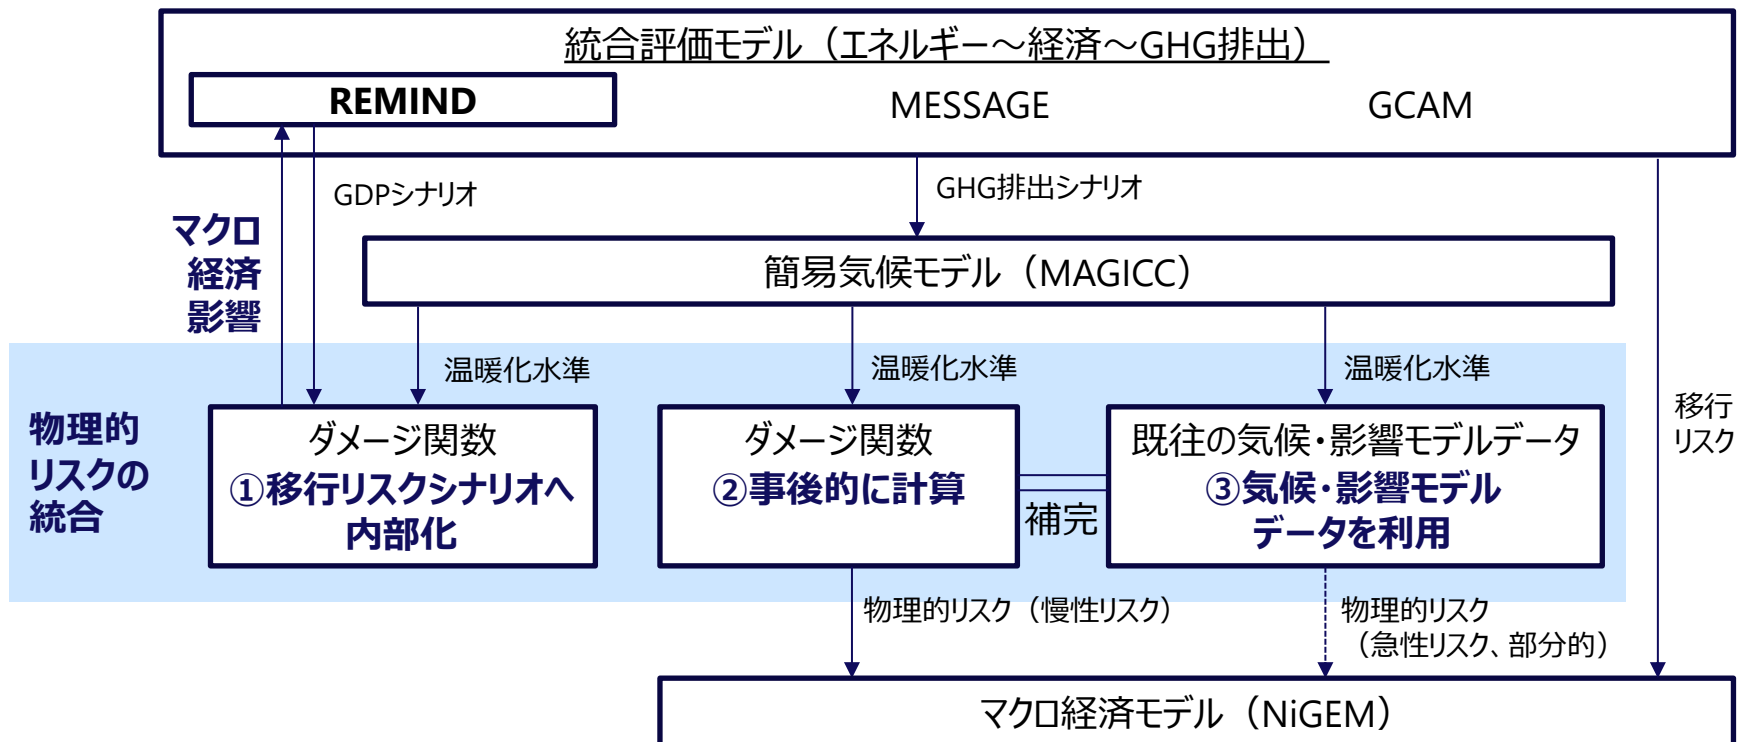 統合評価モデル（エネルギー～経済～GHG排出）
REMIND
MESSAGE
GCAM
GDPシナリオ
GHG排出シナリオ
マクロ
経済
影響
簡易気候モデル（MAGICC）
温暖化水準
温暖化水準
温暖化水準
移行
リスク
物理的
リスクの
統合
ダメージ関数
①移行リスクシナリオへ
内部化
ダメージ関数
②事後的に計算
補完
既往の気候・影響モデルデータ
③気候・影響モデル
データを利用
物理的リスク（慢性リスク）
物理的リスク
（急性リスク、部分的）
マクロ経済モデル（NiGEM）